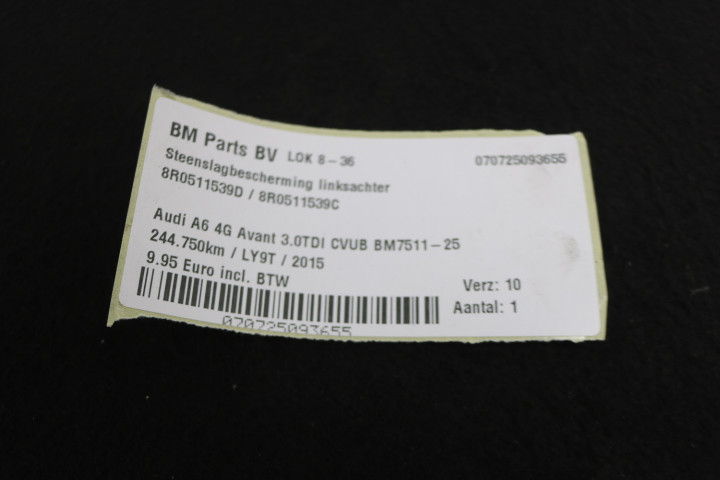 BM Parts BV LOK 8-36 070725093655
Steenslagbescherming linksachter
8R0511539D / 8R0511539C
Audi A6 4G Avant 3.0TDI CVUB BM7511-25
244.750km / LY9T / 2015
9.95 Euro incl. BTW
Verz: 10
Aantal: 1
070725093655